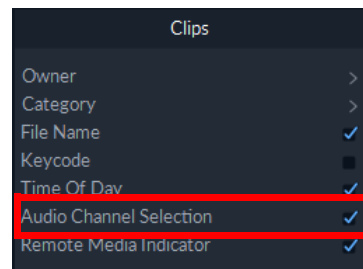 Clips
Owner
Category
File Name
Keycode
Time Of Day
Audio Channel Selection
Remote Media Indicator